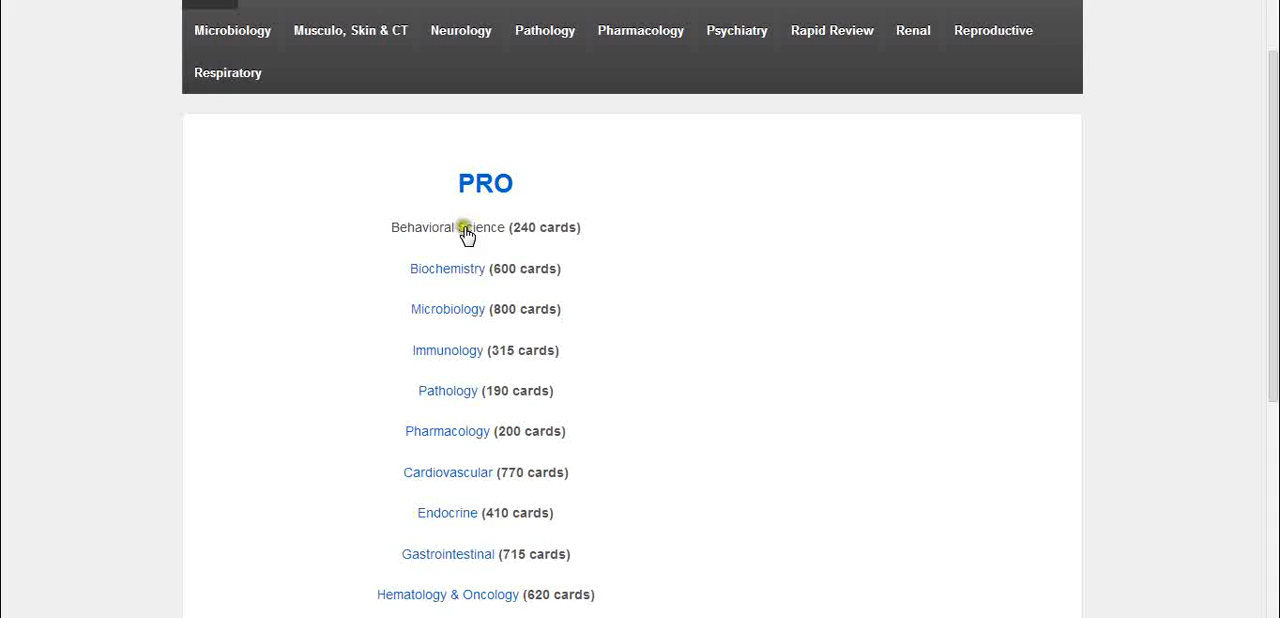 Microbiology Musculo, Skin & CT Neurology Pathology Pharmacology Psychiatry Rapid Review Renal Reproductive
Respiratory
PRO
Behavioral Science (240 cards)
Biochemistry (600 cards)
Microbiology (800 cards)
Immunology (315 cards)
Pathology (190 cards)
Pharmacology (200 cards)
Cardiovascular (770 cards)
Endocrine (410 cards)
Gastrointestinal (715 cards)
Hematology & Oncology (620 cards)